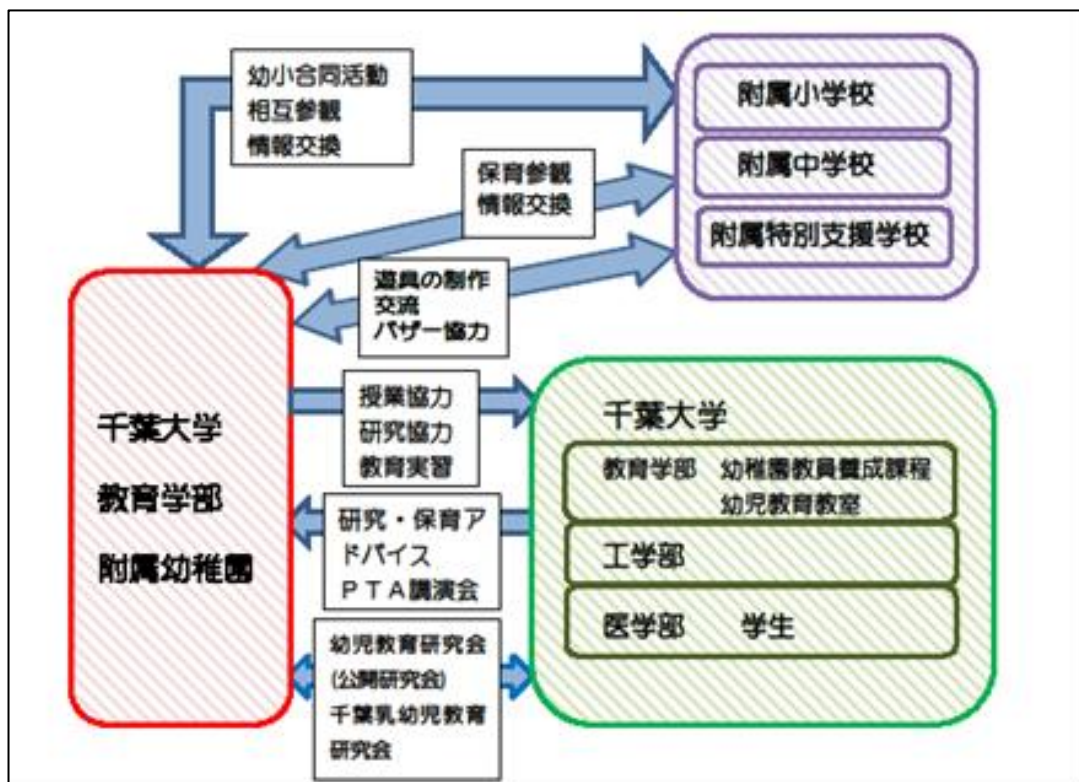 幼小合同活動
相互参観
情報交換
附属小学校
附属中学校
附属特別支援学校
保育参観
情報交換
遊具の制作
交流
バザー協力
千葉大学
教育学部
附属幼稚園
授業協力
研究協力
教育実習
研究・保育ア
ドバイス
PTA講演会
幼児教育研究会
(公開研究会)
千葉乳幼児教育
研究会
千葉大学
教育学部 幼稚園教員養成課程
幼児教育教室
工学部
医学部 学生